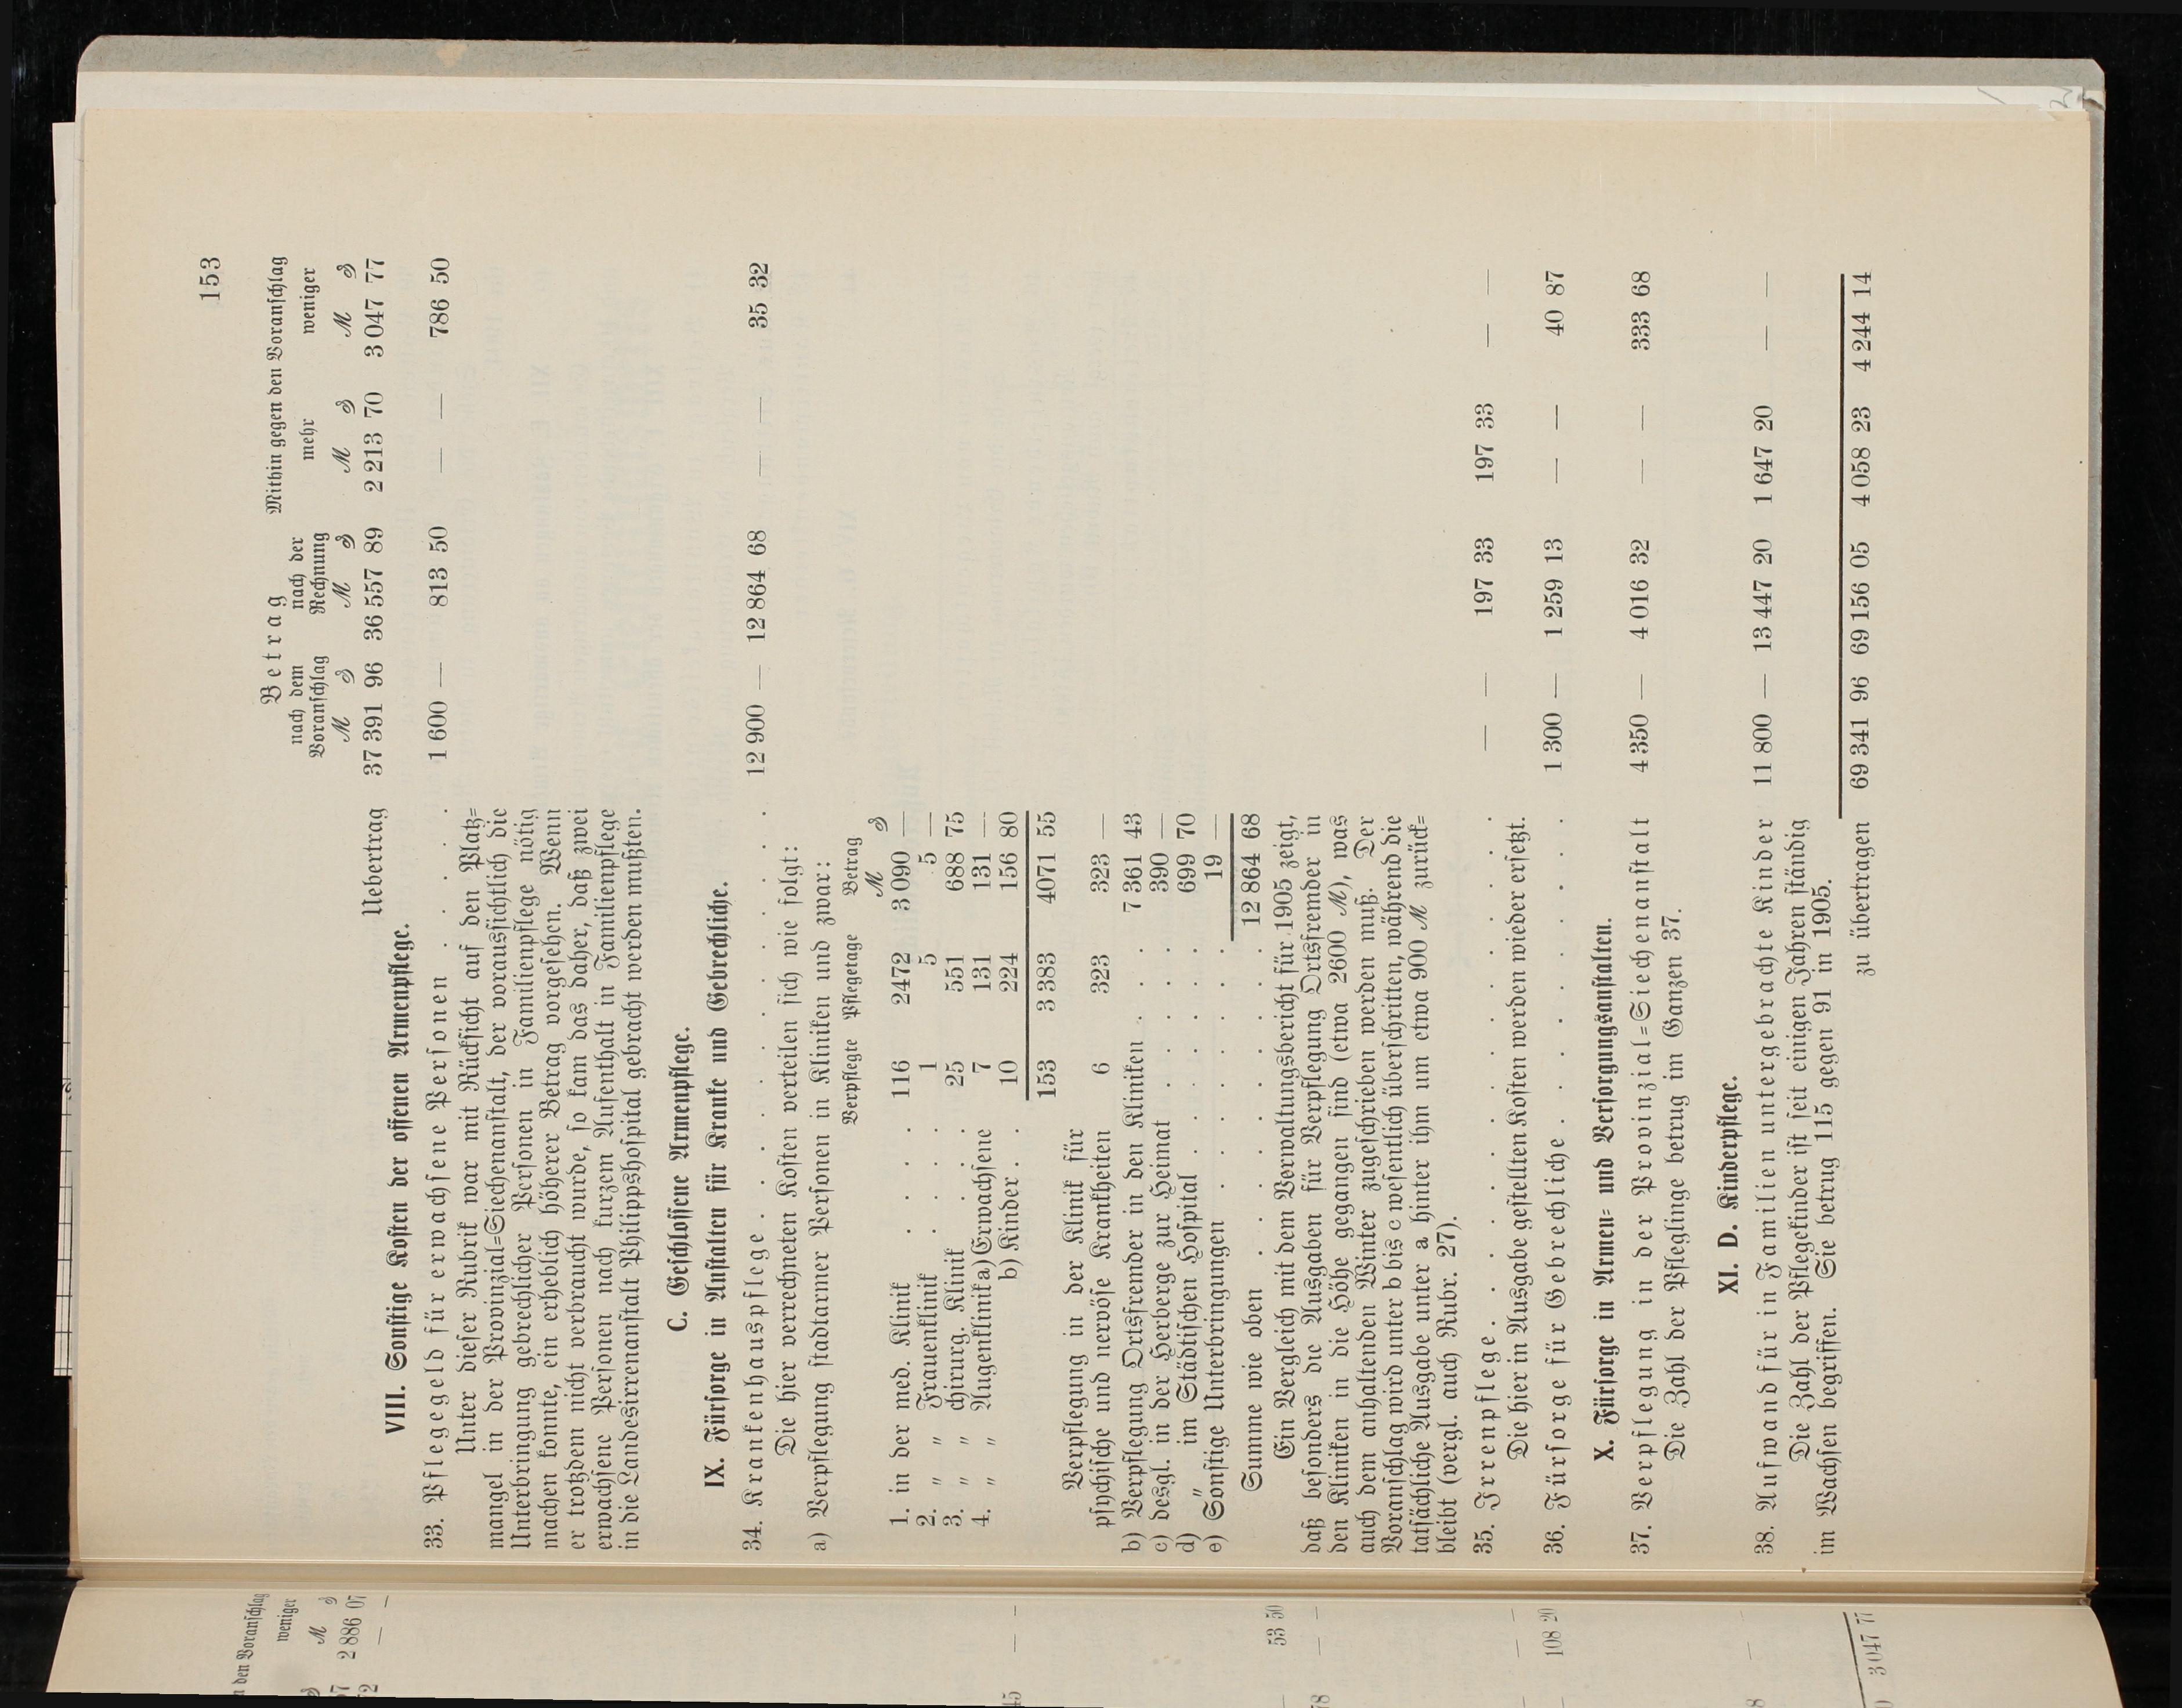 153
Betrag Mithin gegen den Voranschlag
nach dem Voranschlag nach der Rechnung mehr weniger
ℳ ₰ ℳ ₰ ℳ ₰ ℳ ₰
Uebertrag 37 391 96 36 557 89 2 213 70 3 047 77
VIII. Sonstige Kosten der offenen Armenpflege.
33. Pflegegeld für erwachsene Personen . . . . . 1 600 — 813 50 — — 786 50
Unter dieser Rubrik war mit Rücksicht auf den Platz-
mangel in der Provinzial-Siechenanstalt, der voraussichtlich die
Unterbringung gebrechlicher Personen in Familienpflege nötig
machen konnte, ein erheblich höherer Betrag vorgesehen. Wenn
er trotzdem nicht verbraucht wurde, so kam das daher, daß zwei
erwachsene Personen nach kurzem Aufenthalt in Familienpflege
in die Landesirrenanstalt Philippshospital gebracht werden mußten.
C. Geschlossene Armenpflege.
IX. Fürsorge in Anstalten für Kranke und Gebrechliche.
34. Krankenhauspflege . . . . . . . . . . 12 900 — 12 864 68 — — 35 32
Die hier verrechneten Kosten verteilen sich wie folgt:
a) Verpflegung stadtarmer Personen in Kliniken und zwar:
Verpflegte Pflegetage Betrag
ℳ ₰
1. in der med. Klinik . . . 116 2472 3 090 —
2. „ „ Frauenklinik . . . 1 5 5 —
3. „ „ chirurg. Klinik . . . 25 551 688 75
4. „ „ Augenklinik a) Erwachsene 7 131 131 —
b) Kinder . . 10 224 156 80
153 3 383 4071 55
Verpflegung in der Klinik für
psychische und nervöse Krankheiten 6 323 323 —
b) Verpflegung Ortsfremder in den Kliniken . . . . 7 361 43
c) desgl. in der Herberge zur Heimat . . . . . 390 —
d) „ im Städtischen Hospital . . . . . 699 70
e) Sonstige Unterbringungen . . . . . . . 19 —
Summe wie oben . . . . . . . 12 864 68
Ein Vergleich mit dem Verwaltungsbericht für 1905 zeigt,
daß besonders die Ausgaben für Verpflegung Ortsfremder in
den Kliniken in die Höhe gegangen sind (etwa 2600 ℳ), was
auch dem anhaltenden Winter zugeschrieben werden muß. Der
Voranschlag wird unter b bis c wesentlich überschritten, während die
tatsächliche Ausgabe unter a hinter ihm um etwa 900 ℳ zurück-
bleibt (vergl. auch Rubr. 27).
35. Irrenpflege . . . . . . . . . . . — — 197 33 197 33 — —
Die hier in Ausgabe gestellten Kosten werden wieder ersetzt.
36. Fürsorge für Gebrechliche . . . . . . . . 1 300 — 1 259 13 — — 40 87
X. Fürsorge in Armen- und Versorgungsanstalten.
37. Verpflegung in der Provinzial-Siechenanstalt 4 350 — 4 016 32 — — 333 68
Die Zahl der Pfleglinge betrug im Ganzen 37.
XI. D. Kinderpflege.
38. Aufwand für in Familien untergebrachte Kinder 11 800 — 13 447 20 1 647 20 — —
Die Zahl der Pflegekinder ist seit einigen Jahren ständig
im Wachsen begriffen. Sie betrug 115 gegen 91 in 1905.
zu übertragen 69 341 96 69 156 05 4 058 23 4 244 14
den Voranschlag
weniger
ℳ ₰
2 886 07
— —
— —
53 50
— —
— —
108 20
—
3 047 77